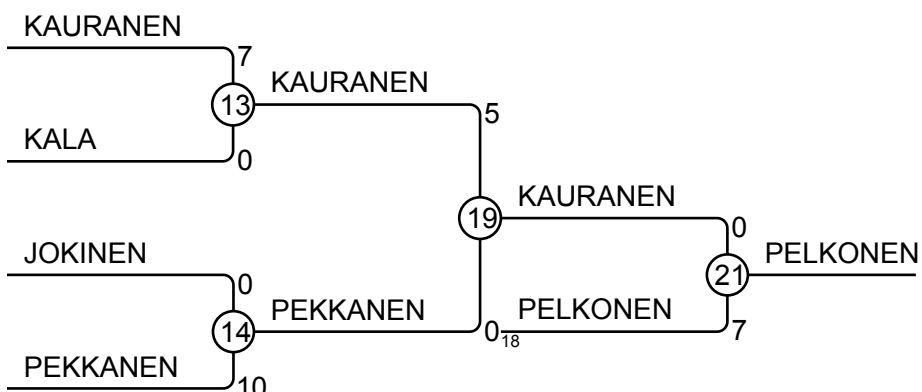 KAURANEN
7
13
KAURANEN
5
KALA
0
19
KAURANEN
0
JOKINEN
0
21
PELKONEN
14
PEKKANEN
0
18
PELKONEN
7
PEKKANEN
10